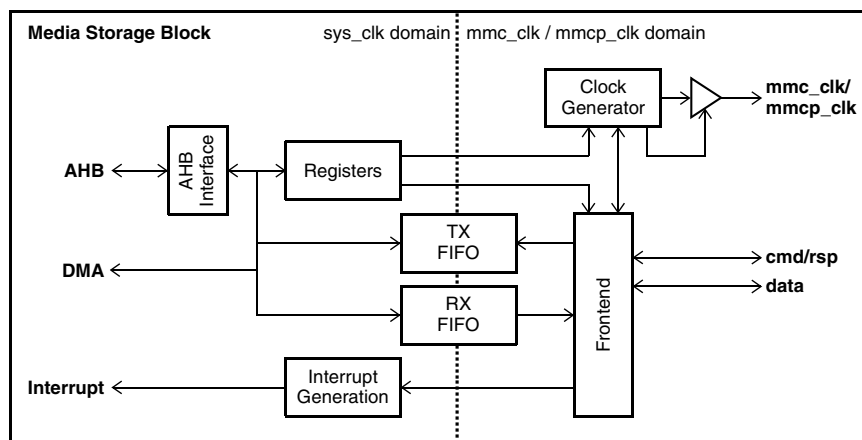 Media Storage Block
sys_clk domain
mmc_clk / mmcp_clk domain
Clock
Generator
mmc_clk/
mmcp_clk
AHB
AHB
Interface
Registers
TX
FIFO
DMA
cmd/rsp
data
RX
FIFO
Frontend
Interrupt
Interrupt
Generation